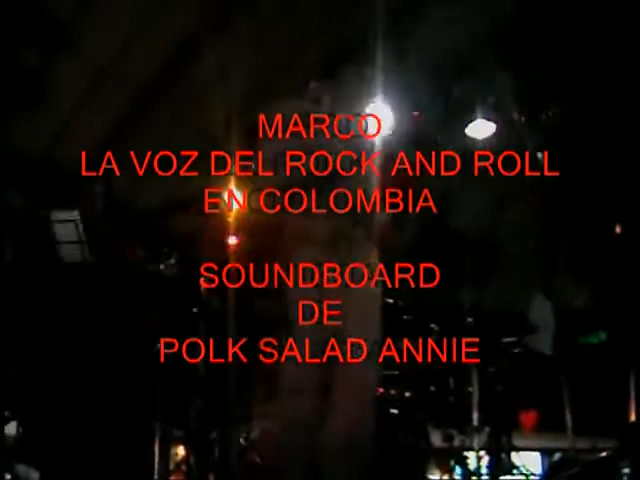 MARCO
LA VOZ DEL ROCK AND ROLL
EN COLOMBIA
SOUNDBOARD
DE
POLK SALAD ANNIE